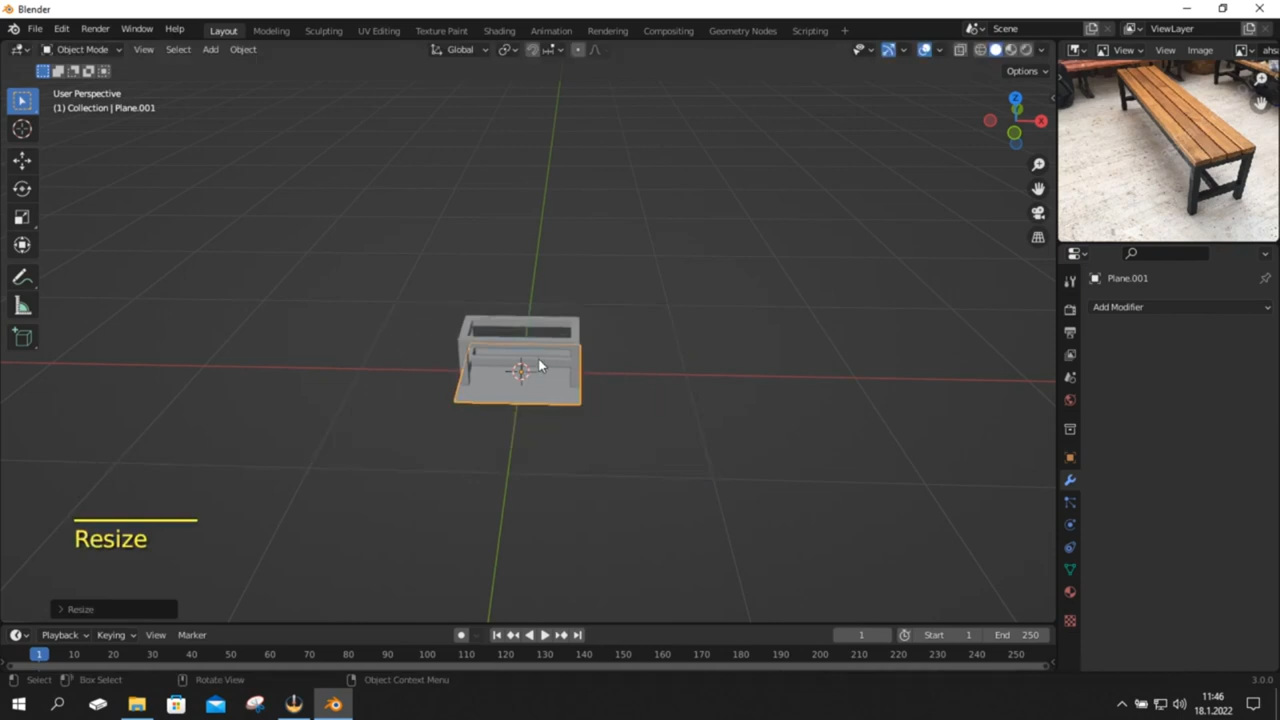 Blender
File Edit Render Window Help
Layout Modeling Sculpting UV Editing Texture Paint Shading Animation Rendering Compositing Geometry Nodes Scripting +
Scene
ViewLayer
Object Mode View Select Add Object
Global
View View Image
Options
User Perspective
(1) Collection | Plane.001
Z
X
Plane.001
Add Modifier
Resize
> Resize
Playback Keying View Marker
1 Start 1 End 250
1 10 20 30 40 50 60 70 80 90 100 110 120 130 140 150 160 170 180 190 200 210 220 230 240 250
Select Box Select Rotate View Object Context Menu 3.0.0
11:46
18.1.2022